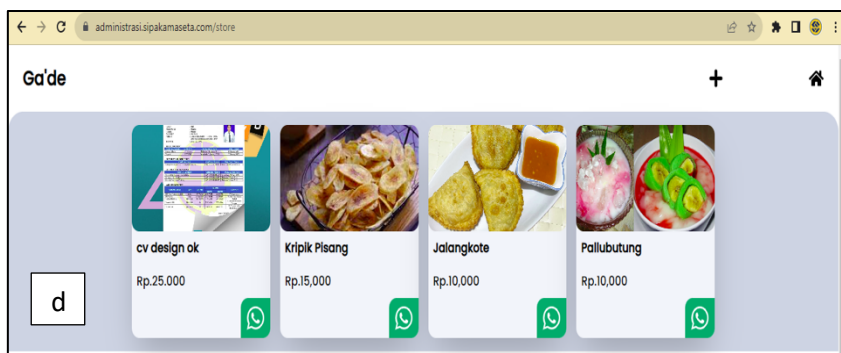 administrasi.sipakamaseta.com/store
Ga'de
cv design ok
Kripik Pisang
Jalangkote
Pallubutung
Rp.25.000
Rp.15,000
Rp.10,000
Rp.10,000
d